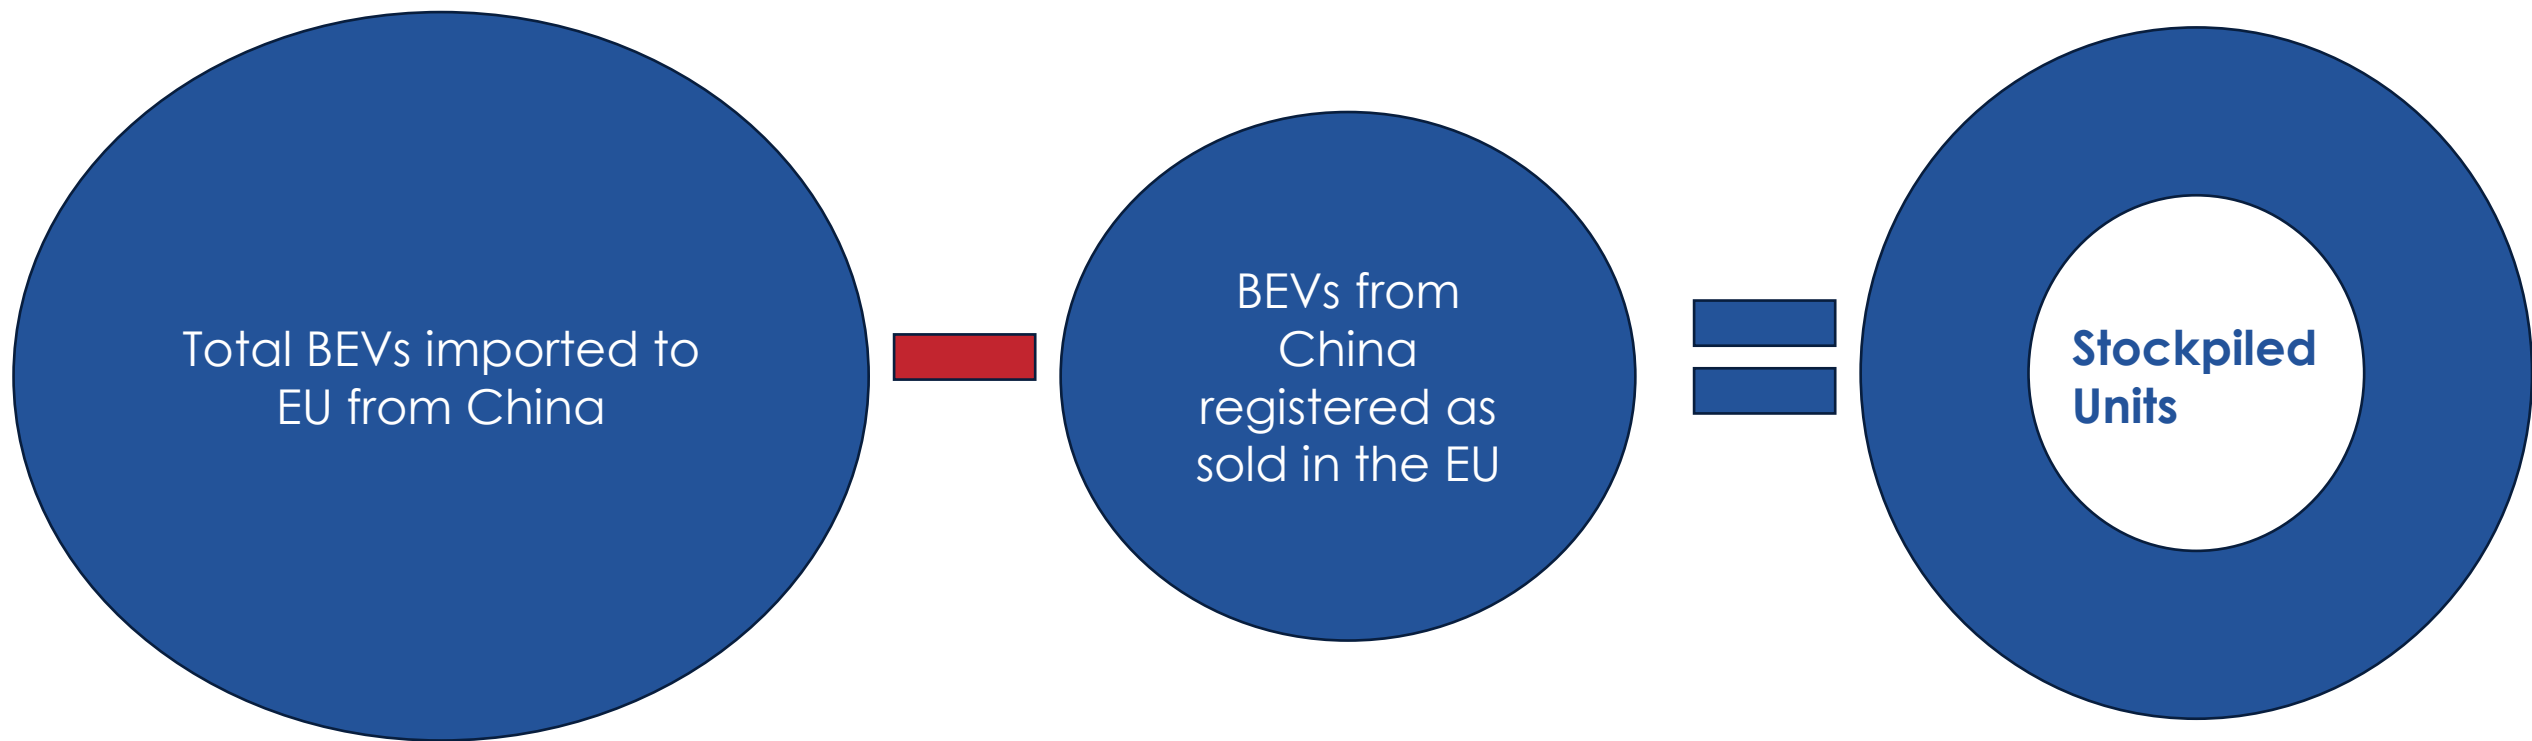 Total BEVs imported to
EU from China
BEVs from
China
registered as
sold in the EU
Stockpiled
Units